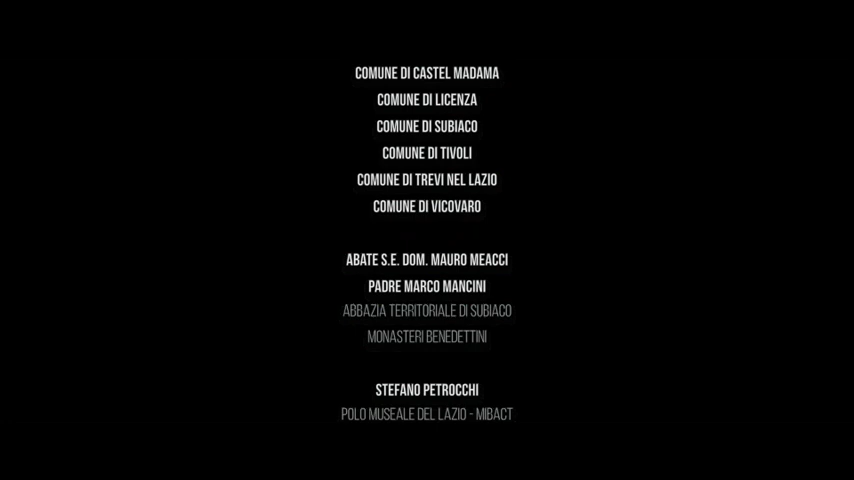 COMUNE DI CASTEL MADAMA
COMUNE DI LICENZA
COMUNE DI SUBIACO
COMUNE DI TIVOLI
COMUNE DI TREVI NEL LAZIO
COMUNE DI VICOVARO
ABATE S.E. DOM. MAURO MEACCI
PADRE MARCO MANCINI
ABBAZIA TERRITORIALE DI SUBIACO
MONASTERI BENEDETTINI
STEFANO PETROCCHI
POLO MUSEALE DEL LAZIO - MIBACT